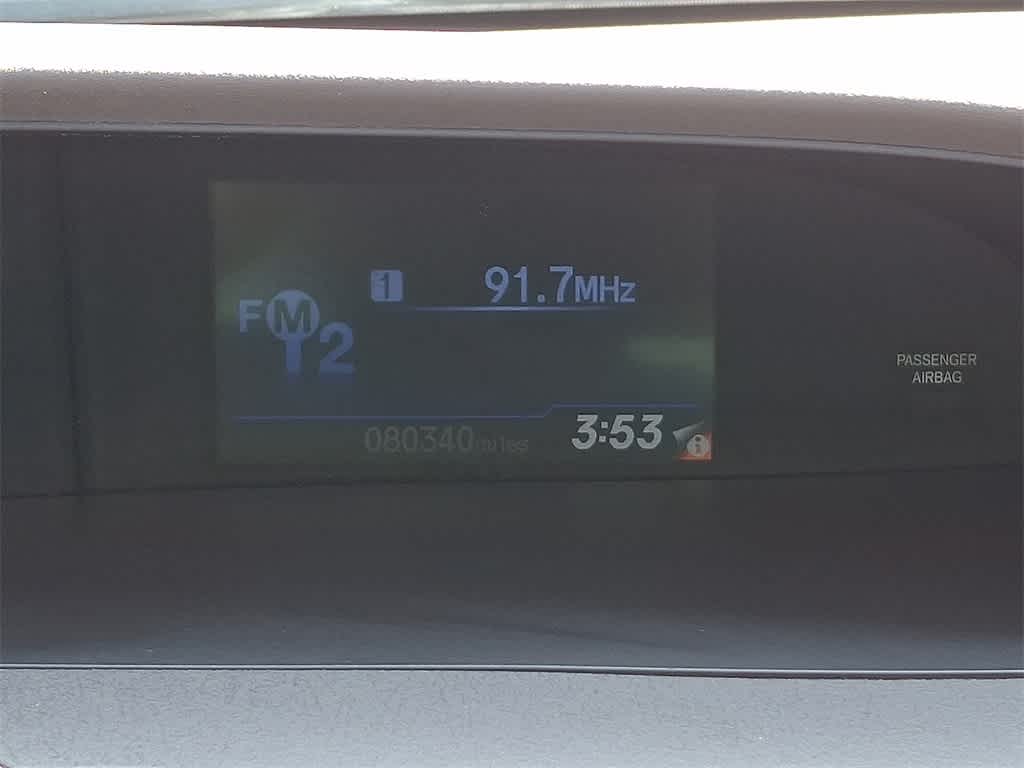 1 91.7MHz
FM2
PASSENGER
AIRBAG
080340miles 3:53 i